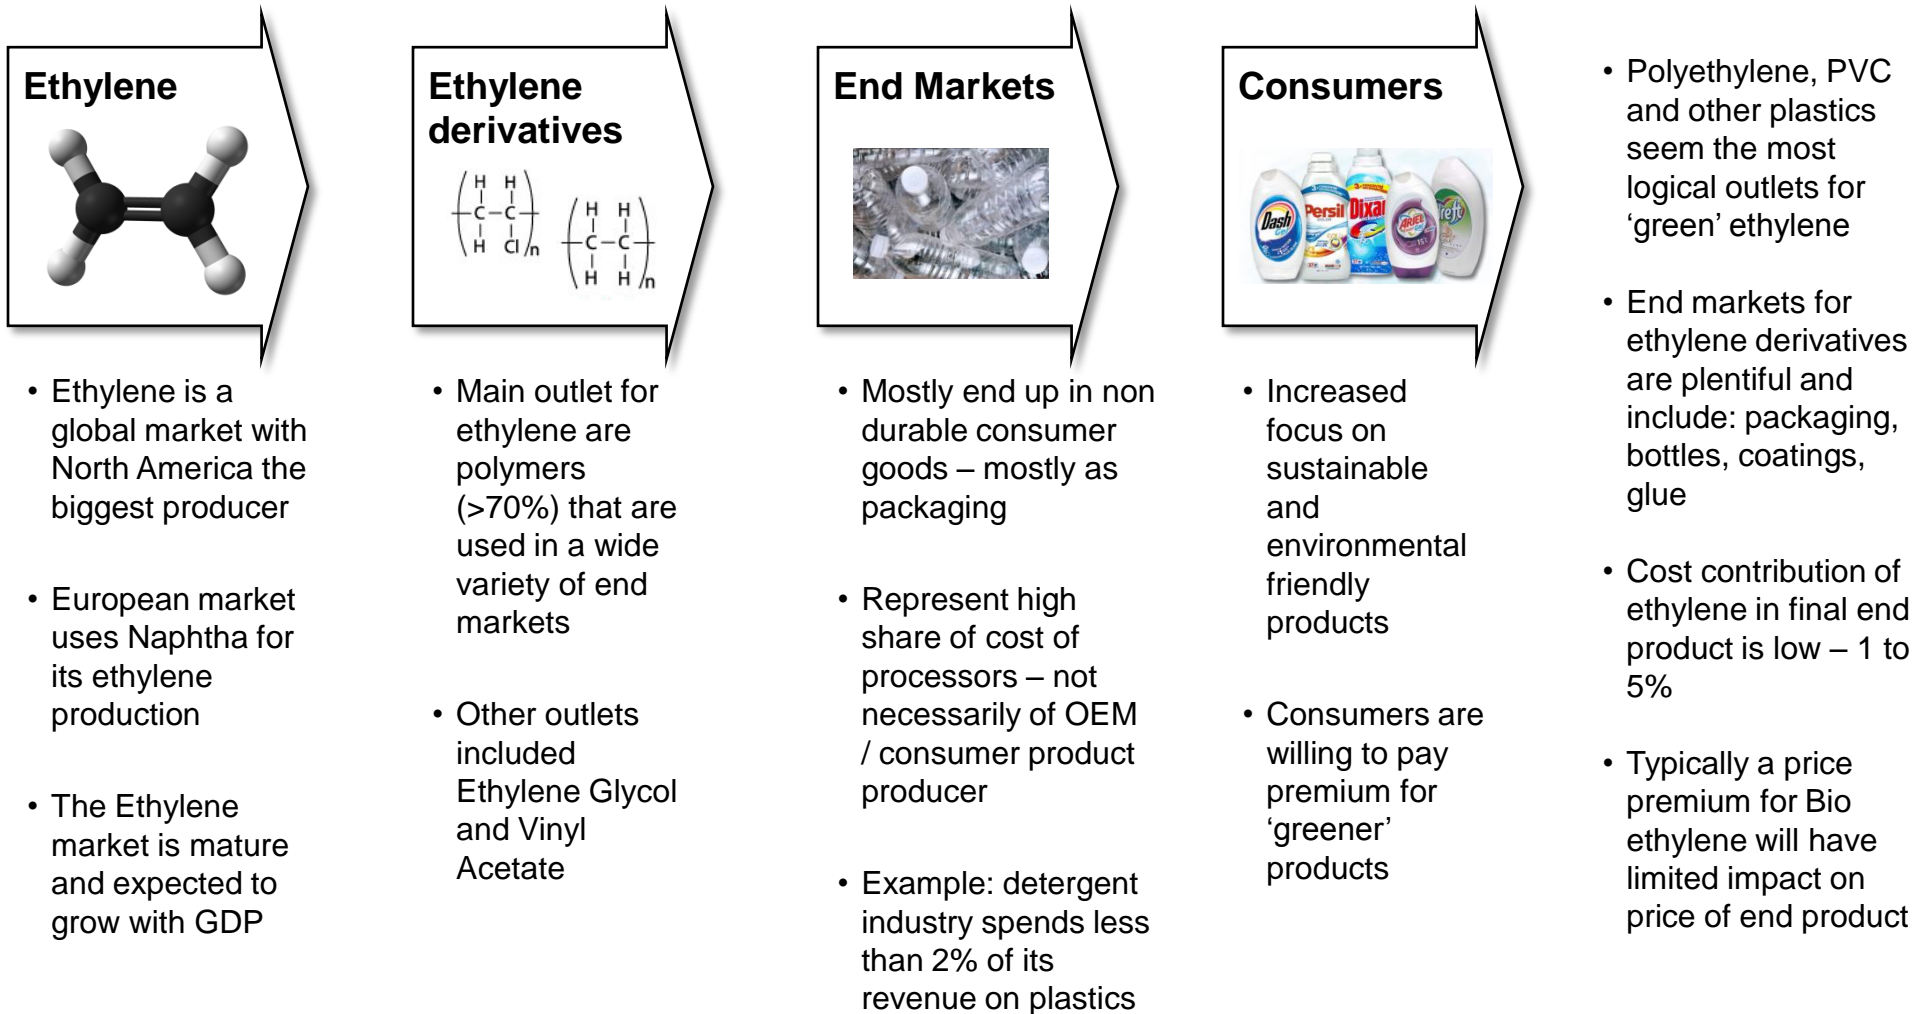 Ethylene
• Ethylene is a
global market with
North America the
biggest producer
• European market
uses Naphtha for
its ethylene
production
• The Ethylene
market is mature
and expected to
grow with GDP
Ethylene
derivatives
H H
C-C
H Cl n
H H
C-C
H H n
• Main outlet for
ethylene are
polymers
(>70%) that are
used in a wide
variety of end
markets
• Other outlets
included
Ethylene Glycol
and Vinyl
Acetate
End Markets
• Mostly end up in non
durable consumer
goods – mostly as
packaging
• Represent high
share of cost of
processors – not
necessarily of OEM
/ consumer product
producer
• Example: detergent
industry spends less
than 2% of its
revenue on plastics
Consumers
Dash
Gel
Persil
Dixan
ARIEL
• Increased
focus on
sustainable
and
environmental
friendly
products
• Consumers are
willing to pay
premium for
‘greener’
products
• Polyethylene, PVC
and other plastics
seem the most
logical outlets for
‘green’ ethylene
• End markets for
ethylene derivatives
are plentiful and
include: packaging,
bottles, coatings,
glue
• Cost contribution of
ethylene in final end
product is low – 1 to
5%
• Typically a price
premium for Bio
ethylene will have
limited impact on
price of end product